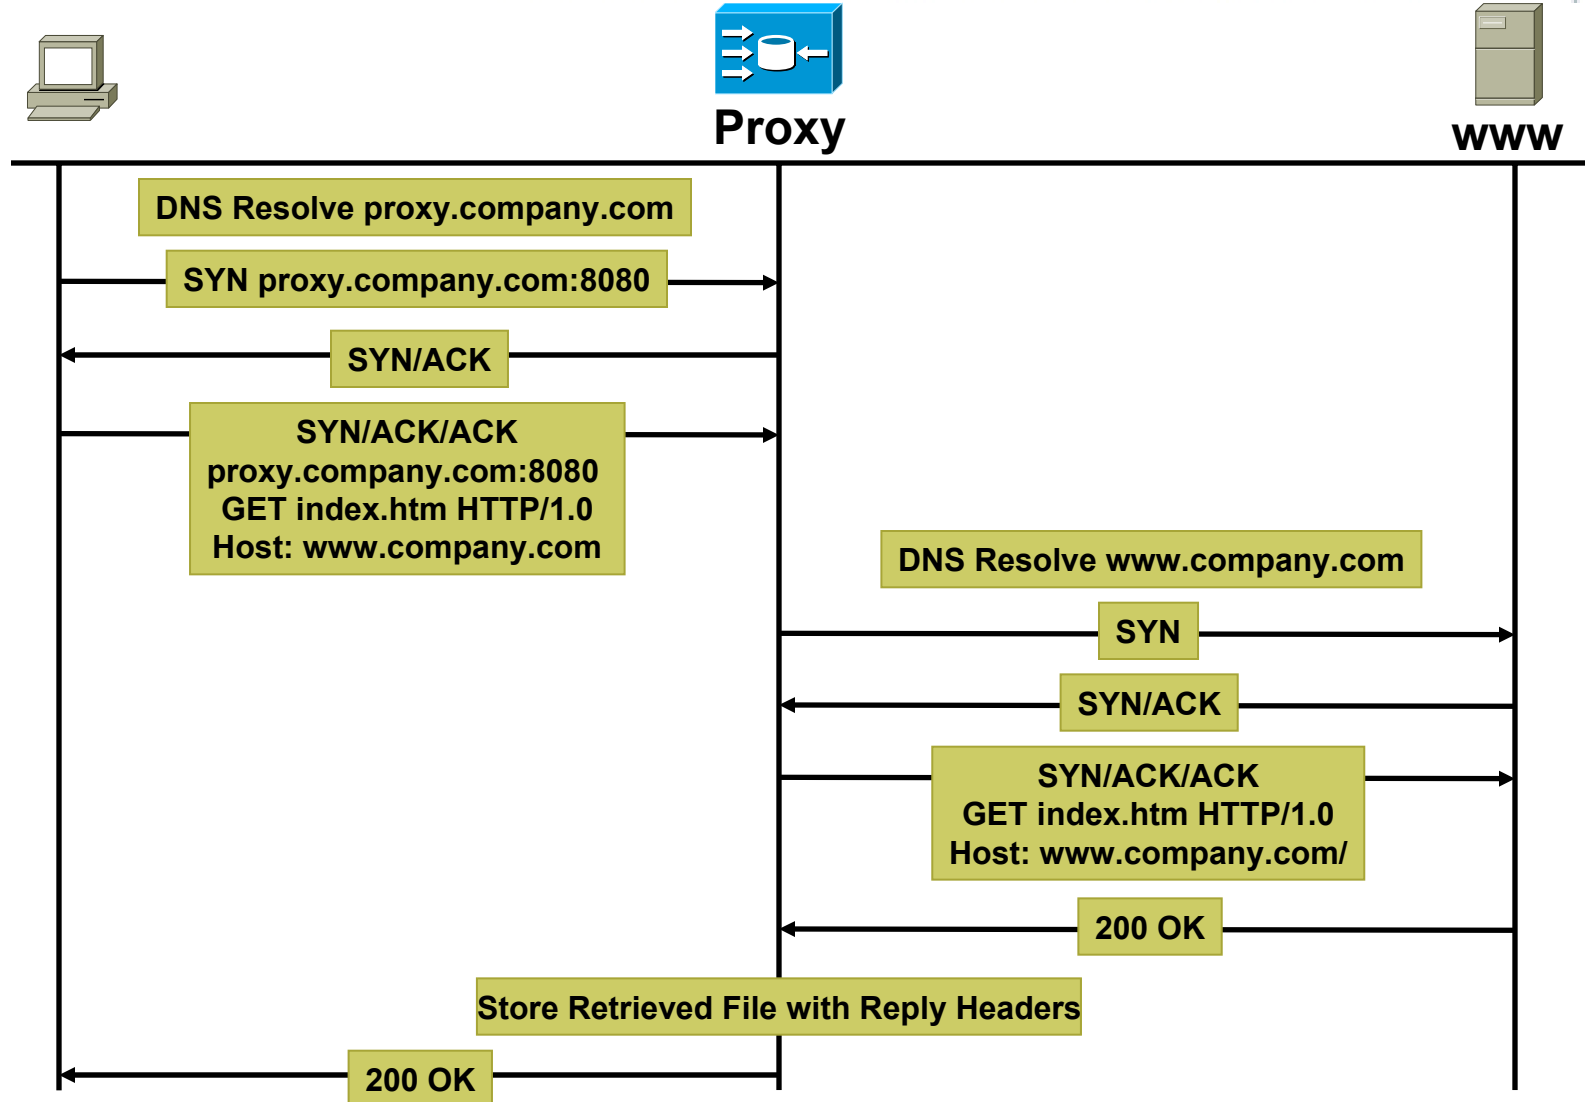 Proxy
www
DNS Resolve proxy.company.com
SYN proxy.company.com:8080
SYN/ACK
SYN/ACK/ACK
proxy.company.com:8080
GET index.htm HTTP/1.0
Host: www.company.com
DNS Resolve www.company.com
SYN
SYN/ACK
SYN/ACK/ACK
GET index.htm HTTP/1.0
Host: www.company.com/
200 OK
Store Retrieved File with Reply Headers
200 OK